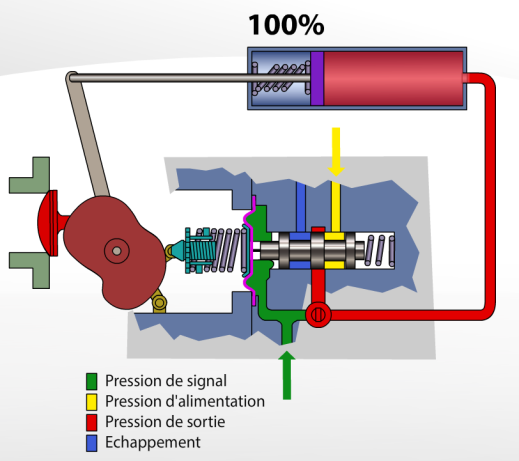 100%
Pression de signal
Pression d'alimentation
Pression de sortie
Echappement